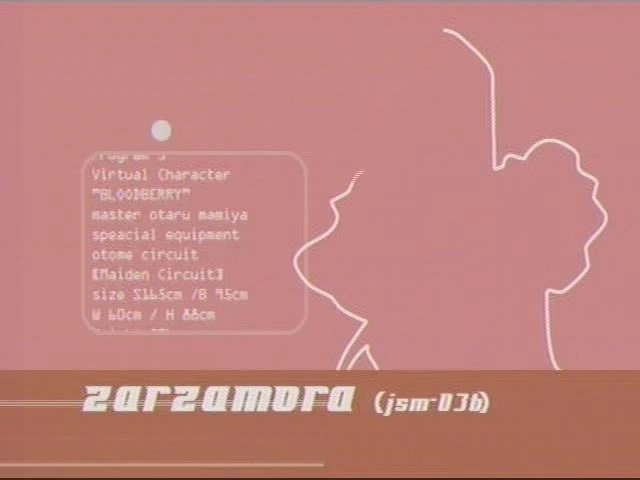 Virtual Character
"BLOODBERRY"
master otaru mamiya
speacial equipment
otome circuit
【Maiden Circuit】
size S165cm /B 95cm
W 60cm / H 88cm
zarzamora (jsm-03b)